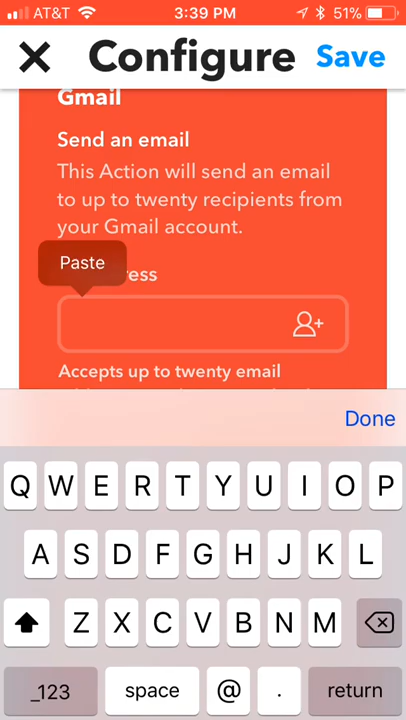 AT&T 3:39 PM 51%
Configure Save
Gmail
Send an email
This Action will send an email
to up to twenty recipients from
your Gmail account.
Paste
ress
Accepts up to twenty email
Done
Q W E R T Y U I O P
A S D F G H J K L
Z X C V B N M
_123 space @ . return